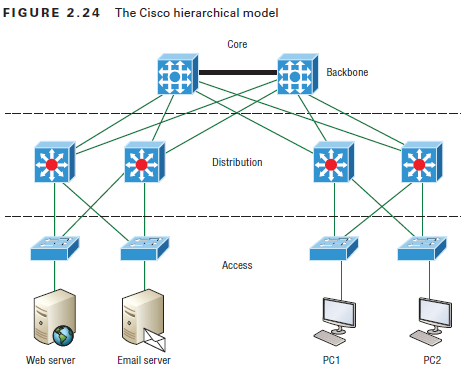 FIGURE 2.24 The Cisco hierarchical model
Core
Backbone
Distribution
Access
Web server
Email server
PC1
PC2